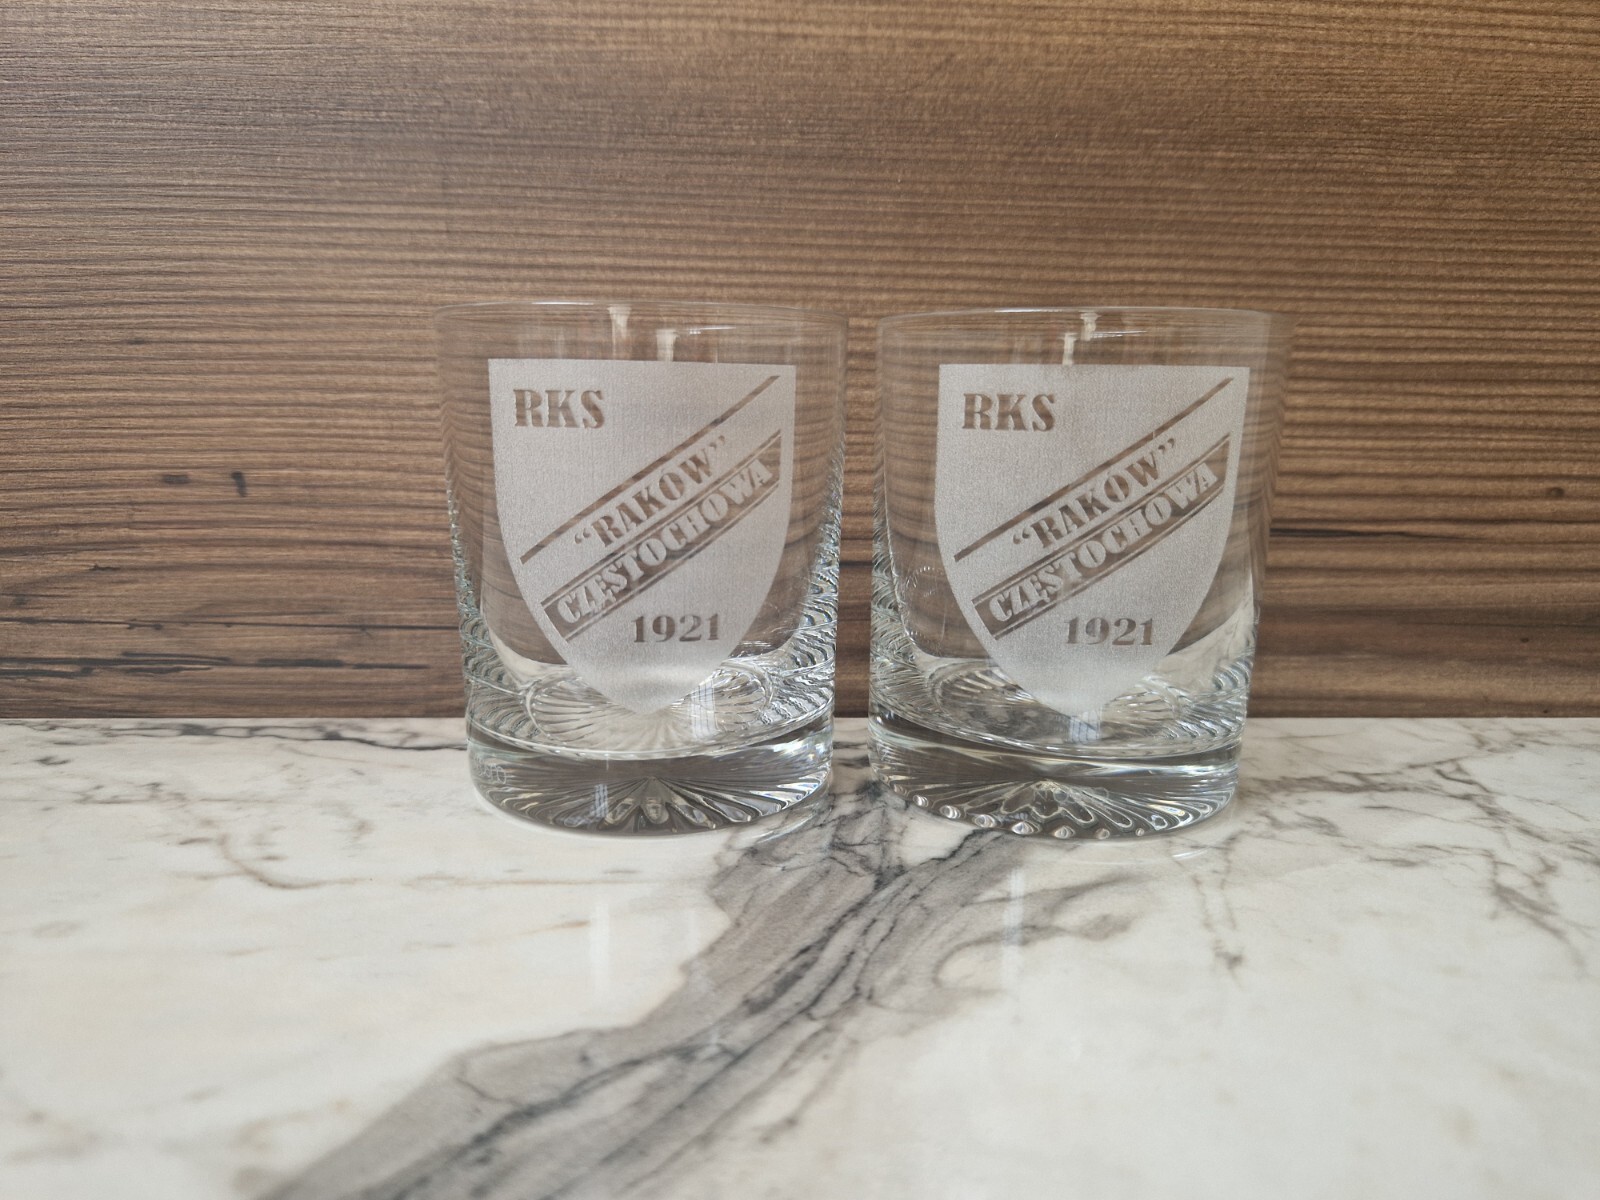 RKS
“RAKÓW”
CZĘSTOCHOWA
1921
RKS
“RAKÓW”
CZĘSTOCHOWA
1921